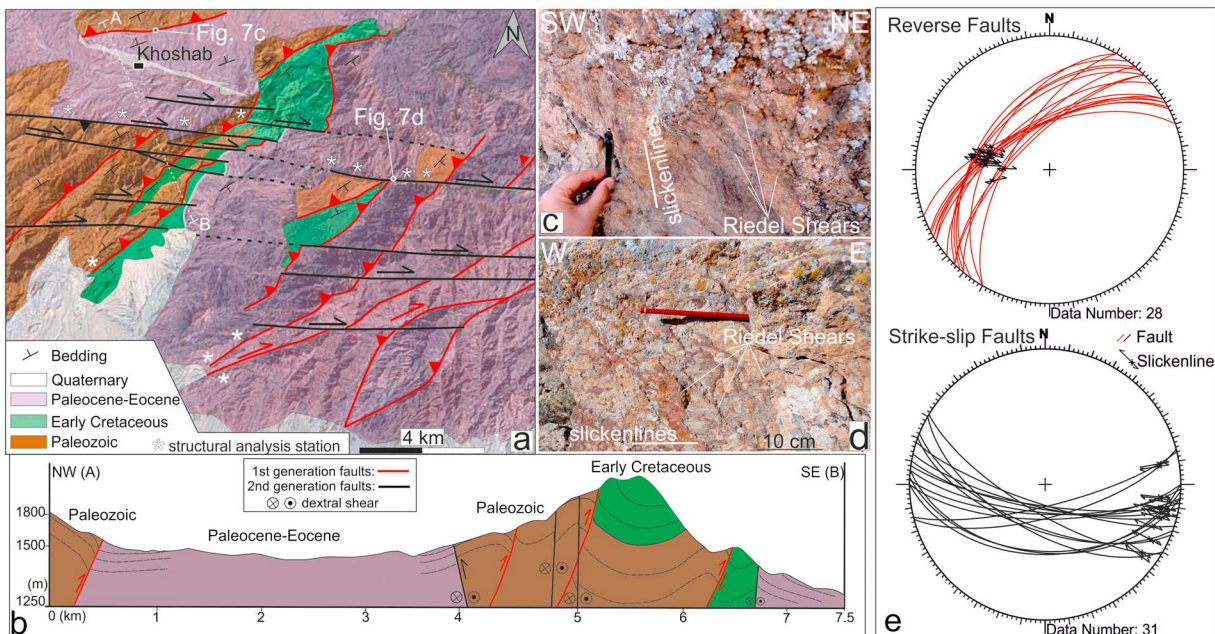 A
Fig. 7c
Khoshab
Fig. 7d
B
Bedding
Quaternary
Paleocene-Eocene
Early Cretaceous
Paleozoic
structural analysis station
4 km
a
SW NE
slickenlines
Riedel Shears
c
W E
Riedel Shears
slickenlines
10 cm
d
NW (A)
1st generation faults:
2nd generation faults:
dextral shear
Early Cretaceous
SE (B)
Paleozoic
Paleocene-Eocene
Paleozoic
1800
1500
(m)
1250
0 (km) 1 2 3 4 5 6 7 7.5
b
Reverse Faults
N
Data Number: 28
Strike-slip Faults
N
Fault
Slickenline
Data Number: 31
e